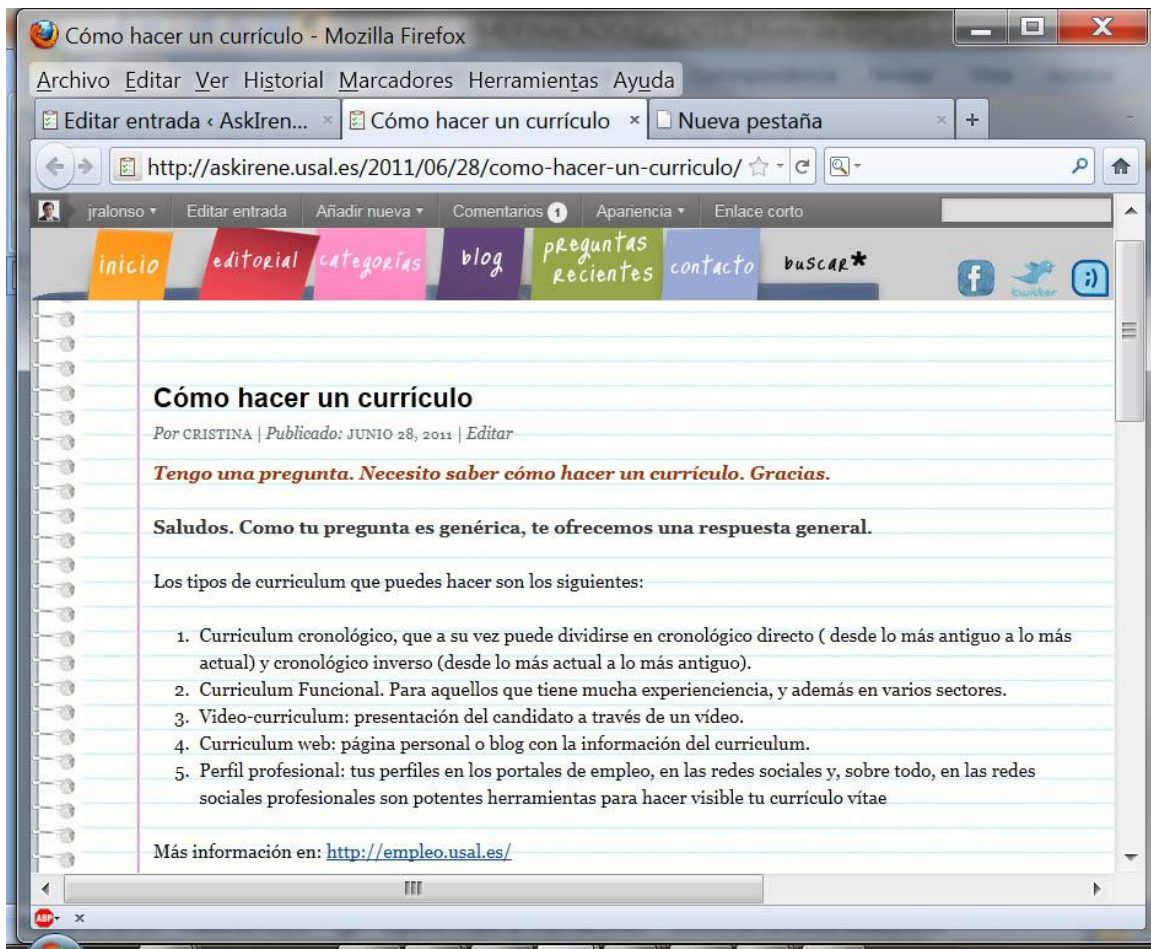 Cómo hacer un currículo - Mozilla Firefox
Archivo Editar Ver Historial Marcadores Herramientas Ayuda
Editar entrada ‹ AskIren... × Cómo hacer un currículo × Nueva pestaña × +
http://askirene.usal.es/2011/06/28/como-hacer-un-curriculo/
jralonso Editar entrada Añadir nueva Comentarios 1 Apariencia Enlace corto
inicio editorial categorías blog preguntas recientes contacto buscar*
f twitter ;)
Cómo hacer un currículo
Por CRISTINA | Publicado: JUNIO 28, 2011 | Editar
Tengo una pregunta. Necesito saber cómo hacer un currículo. Gracias.
Saludos. Como tu pregunta es genérica, te ofrecemos una respuesta general.
Los tipos de curriculum que puedes hacer son los siguientes:
1. Curriculum cronológico, que a su vez puede dividirse en cronológico directo ( desde lo más antiguo a lo más
actual) y cronológico inverso (desde lo más actual a lo más antiguo).
2. Curriculum Funcional. Para aquellos que tiene mucha experienciencia, y además en varios sectores.
3. Video-curriculum: presentación del candidato a través de un vídeo.
4. Curriculum web: página personal o blog con la información del curriculum.
5. Perfil profesional: tus perfiles en los portales de empleo, en las redes sociales y, sobre todo, en las redes
sociales profesionales son potentes herramientas para hacer visible tu currículo vítae
Más información en: http://empleo.usal.es/
ABP ×